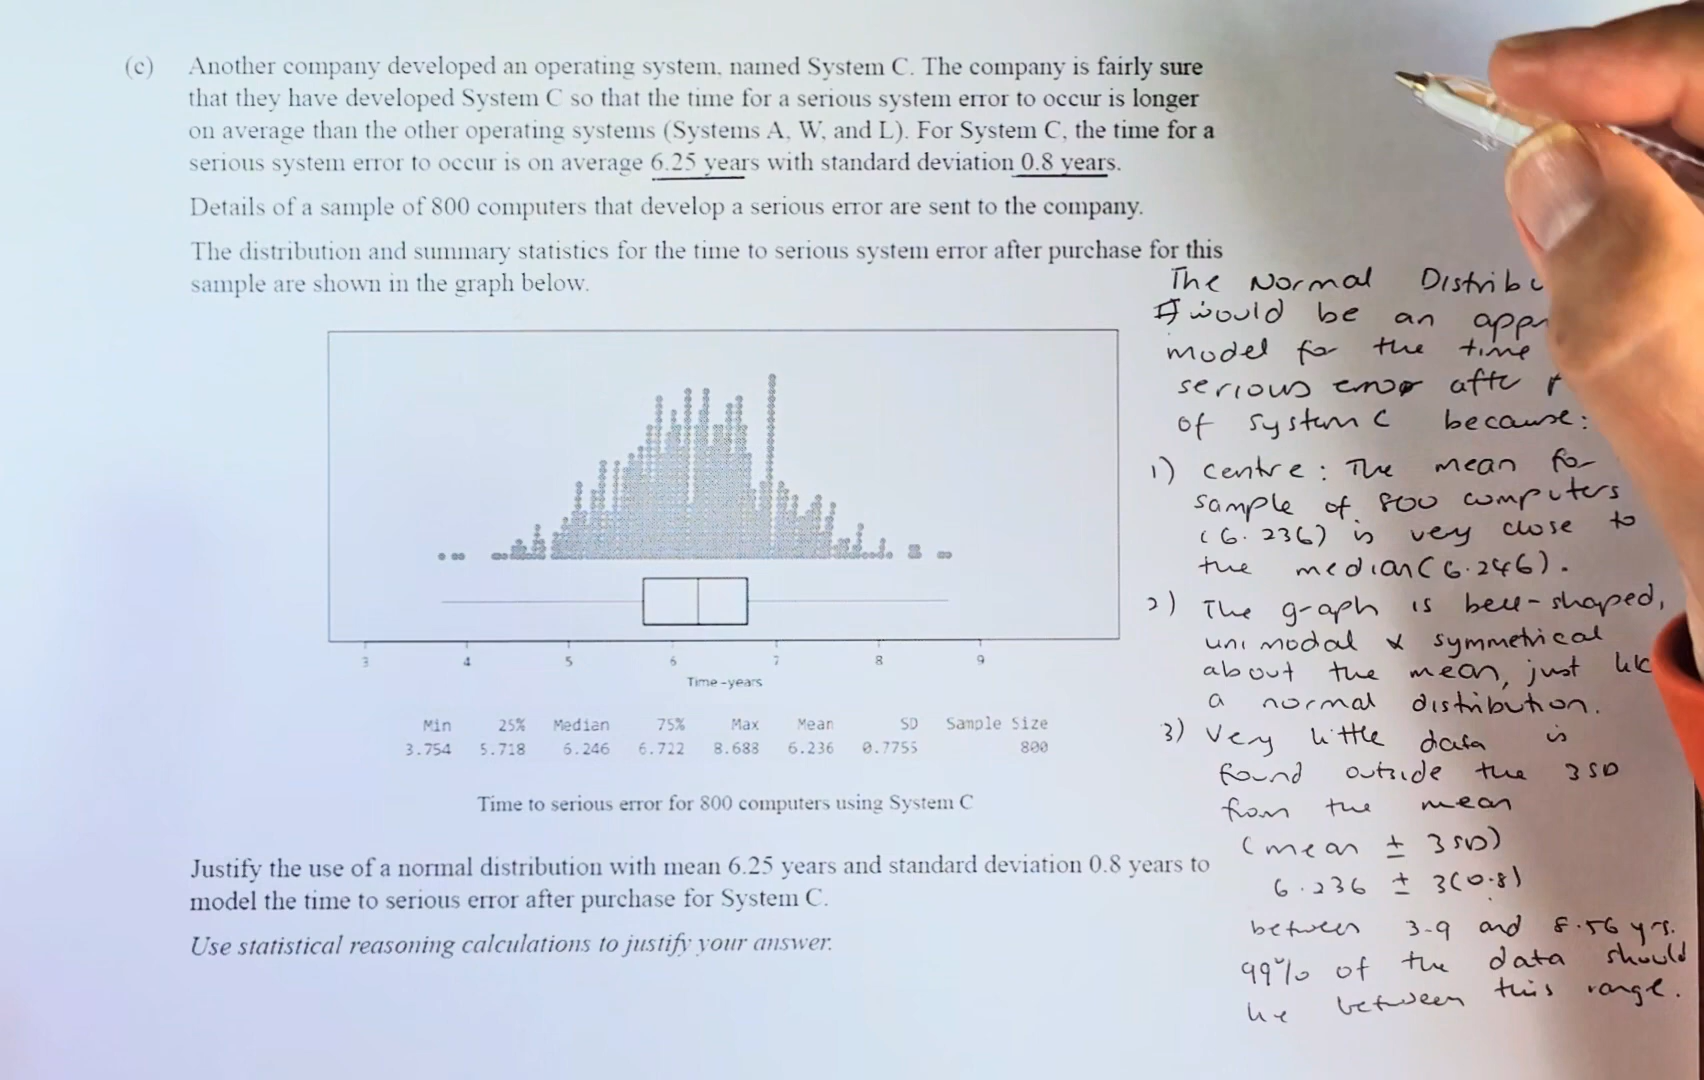 (c) Another company developed an operating system, named System C. The company is fairly sure
that they have developed System C so that the time for a serious system error to occur is longer
on average than the other operating systems (Systems A, W, and L). For System C, the time for a
serious system error to occur is on average 6.25 years with standard deviation 0.8 years.
Details of a sample of 800 computers that develop a serious error are sent to the company.
The distribution and summary statistics for the time to serious system error after purchase for this
sample are shown in the graph below.
3 4 5 6 7 8 9
Time -years
Min 25% Median 75% Max Mean SD Sample Size
3.754 5.718 6.246 6.722 8.688 6.236 0.7755 800
Time to serious error for 800 computers using System C
Justify the use of a normal distribution with mean 6.25 years and standard deviation 0.8 years to
model the time to serious error after purchase for System C.
Use statistical reasoning calculations to justify your answer.
The Normal
would be an
model for the time
serious error
of system C because:
1) centre: The mean for
sample of 800 computers
(6.236) is very close to
the median (6.246).
2) The graph is bell-shaped,
unimodal & symmetrical
about the mean, just
a normal distribution.
3) Very little data is
found outside the 3SD
from the mean
(mean ± 3SD)
6.236 ± 3(0.8)
between 3.9 and 8.56 yrs.
99% of the data should
lie between this range.